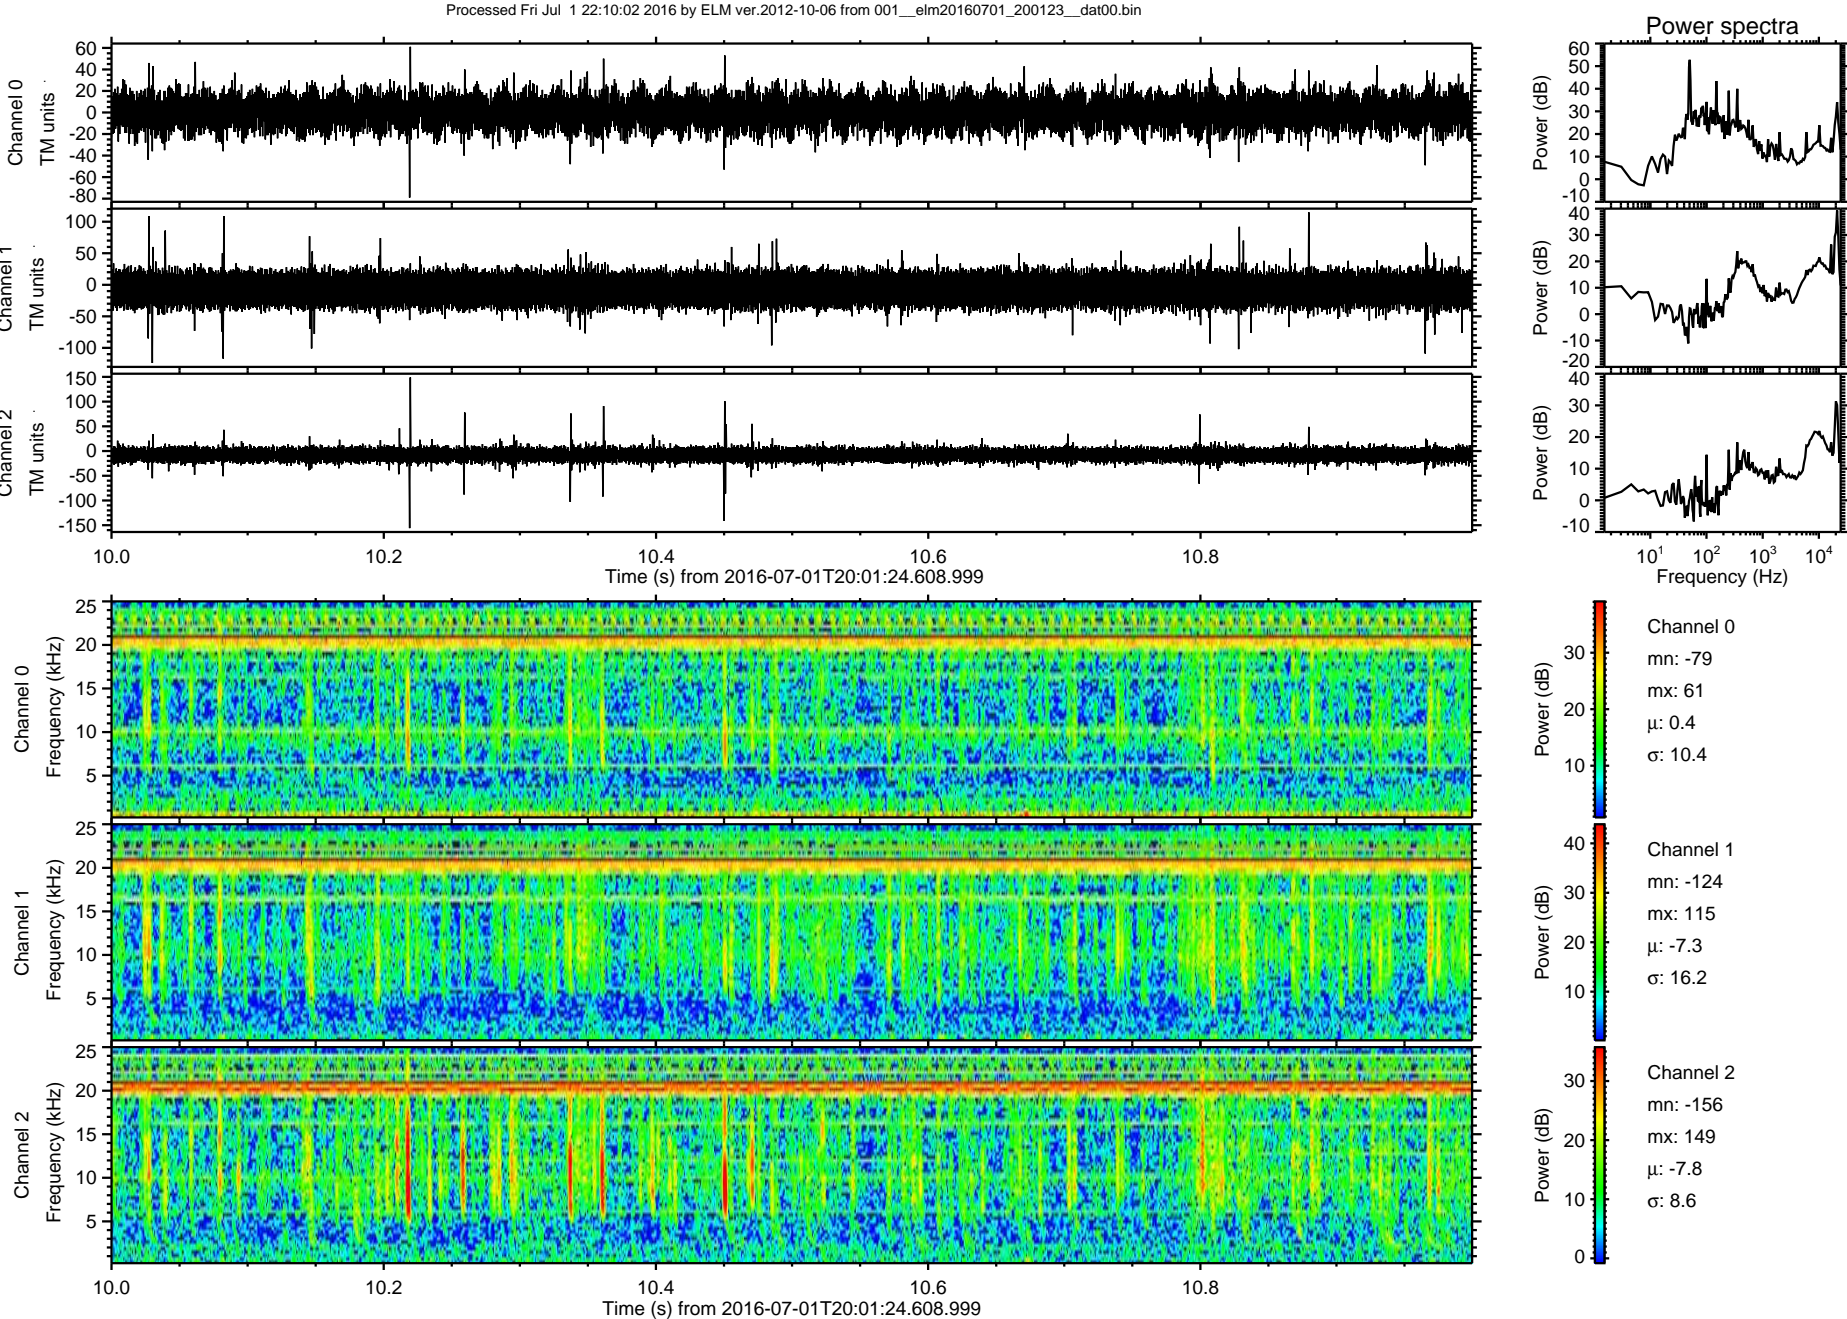 Processed Fri Jul  1 22:10:02 2016 by ELM ver.2012-10-06 from 001__elm20160701_200123__dat00.bin
Power spectra
Channel 0
TM units
60
40
20
0
-20
-40
-60
-80
Power (dB)
60
50
40
30
20
10
0
-10
Channel 1
TM units
100
50
0
-50
-100
Power (dB)
40
30
20
10
0
-10
-20
Channel 2
TM units
150
100
50
0
-50
-100
-150
Power (dB)
40
30
20
10
0
-10
10.0 10.2 10.4 10.6 10.8
Time (s) from 2016-07-01T20:01:24.608.999
10¹ 10² 10³ 10⁴
Frequency (Hz)
Channel 0
Frequency (kHz)
25
20
15
10
5
Power (dB)
30
20
10
Channel 0
mn: -79
mx: 61
μ: 0.4
σ: 10.4
Channel 1
Frequency (kHz)
25
20
15
10
5
Power (dB)
40
30
20
10
Channel 1
mn: -124
mx: 115
μ: -7.3
σ: 16.2
Channel 2
Frequency (kHz)
25
20
15
10
5
Power (dB)
30
20
10
0
Channel 2
mn: -156
mx: 149
μ: -7.8
σ: 8.6
10.0 10.2 10.4 10.6 10.8
Time (s) from 2016-07-01T20:01:24.608.999